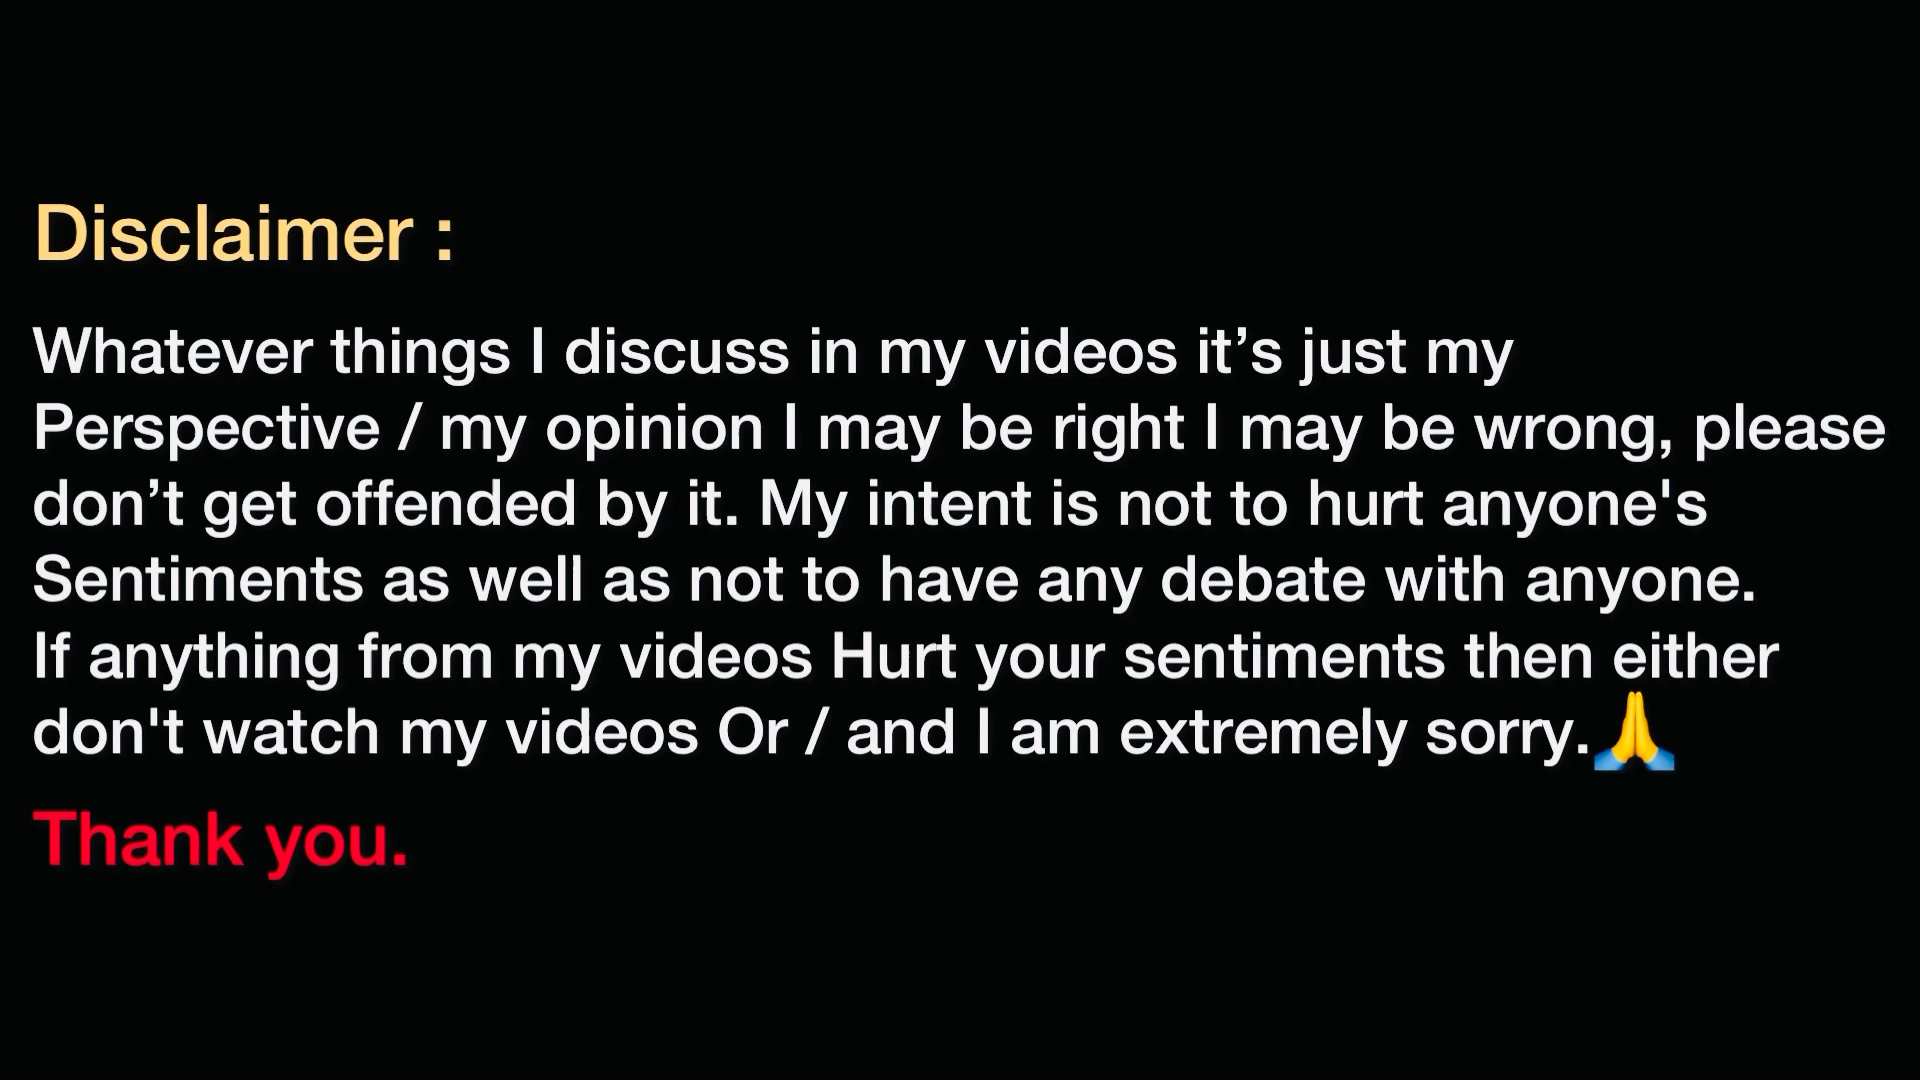 Disclaimer :
Whatever things I discuss in my videos it’s just my
Perspective / my opinion I may be right I may be wrong, please
don’t get offended by it. My intent is not to hurt anyone's
Sentiments as well as not to have any debate with anyone.
If anything from my videos Hurt your sentiments then either
don't watch my videos Or / and I am extremely sorry.🙏
Thank you.